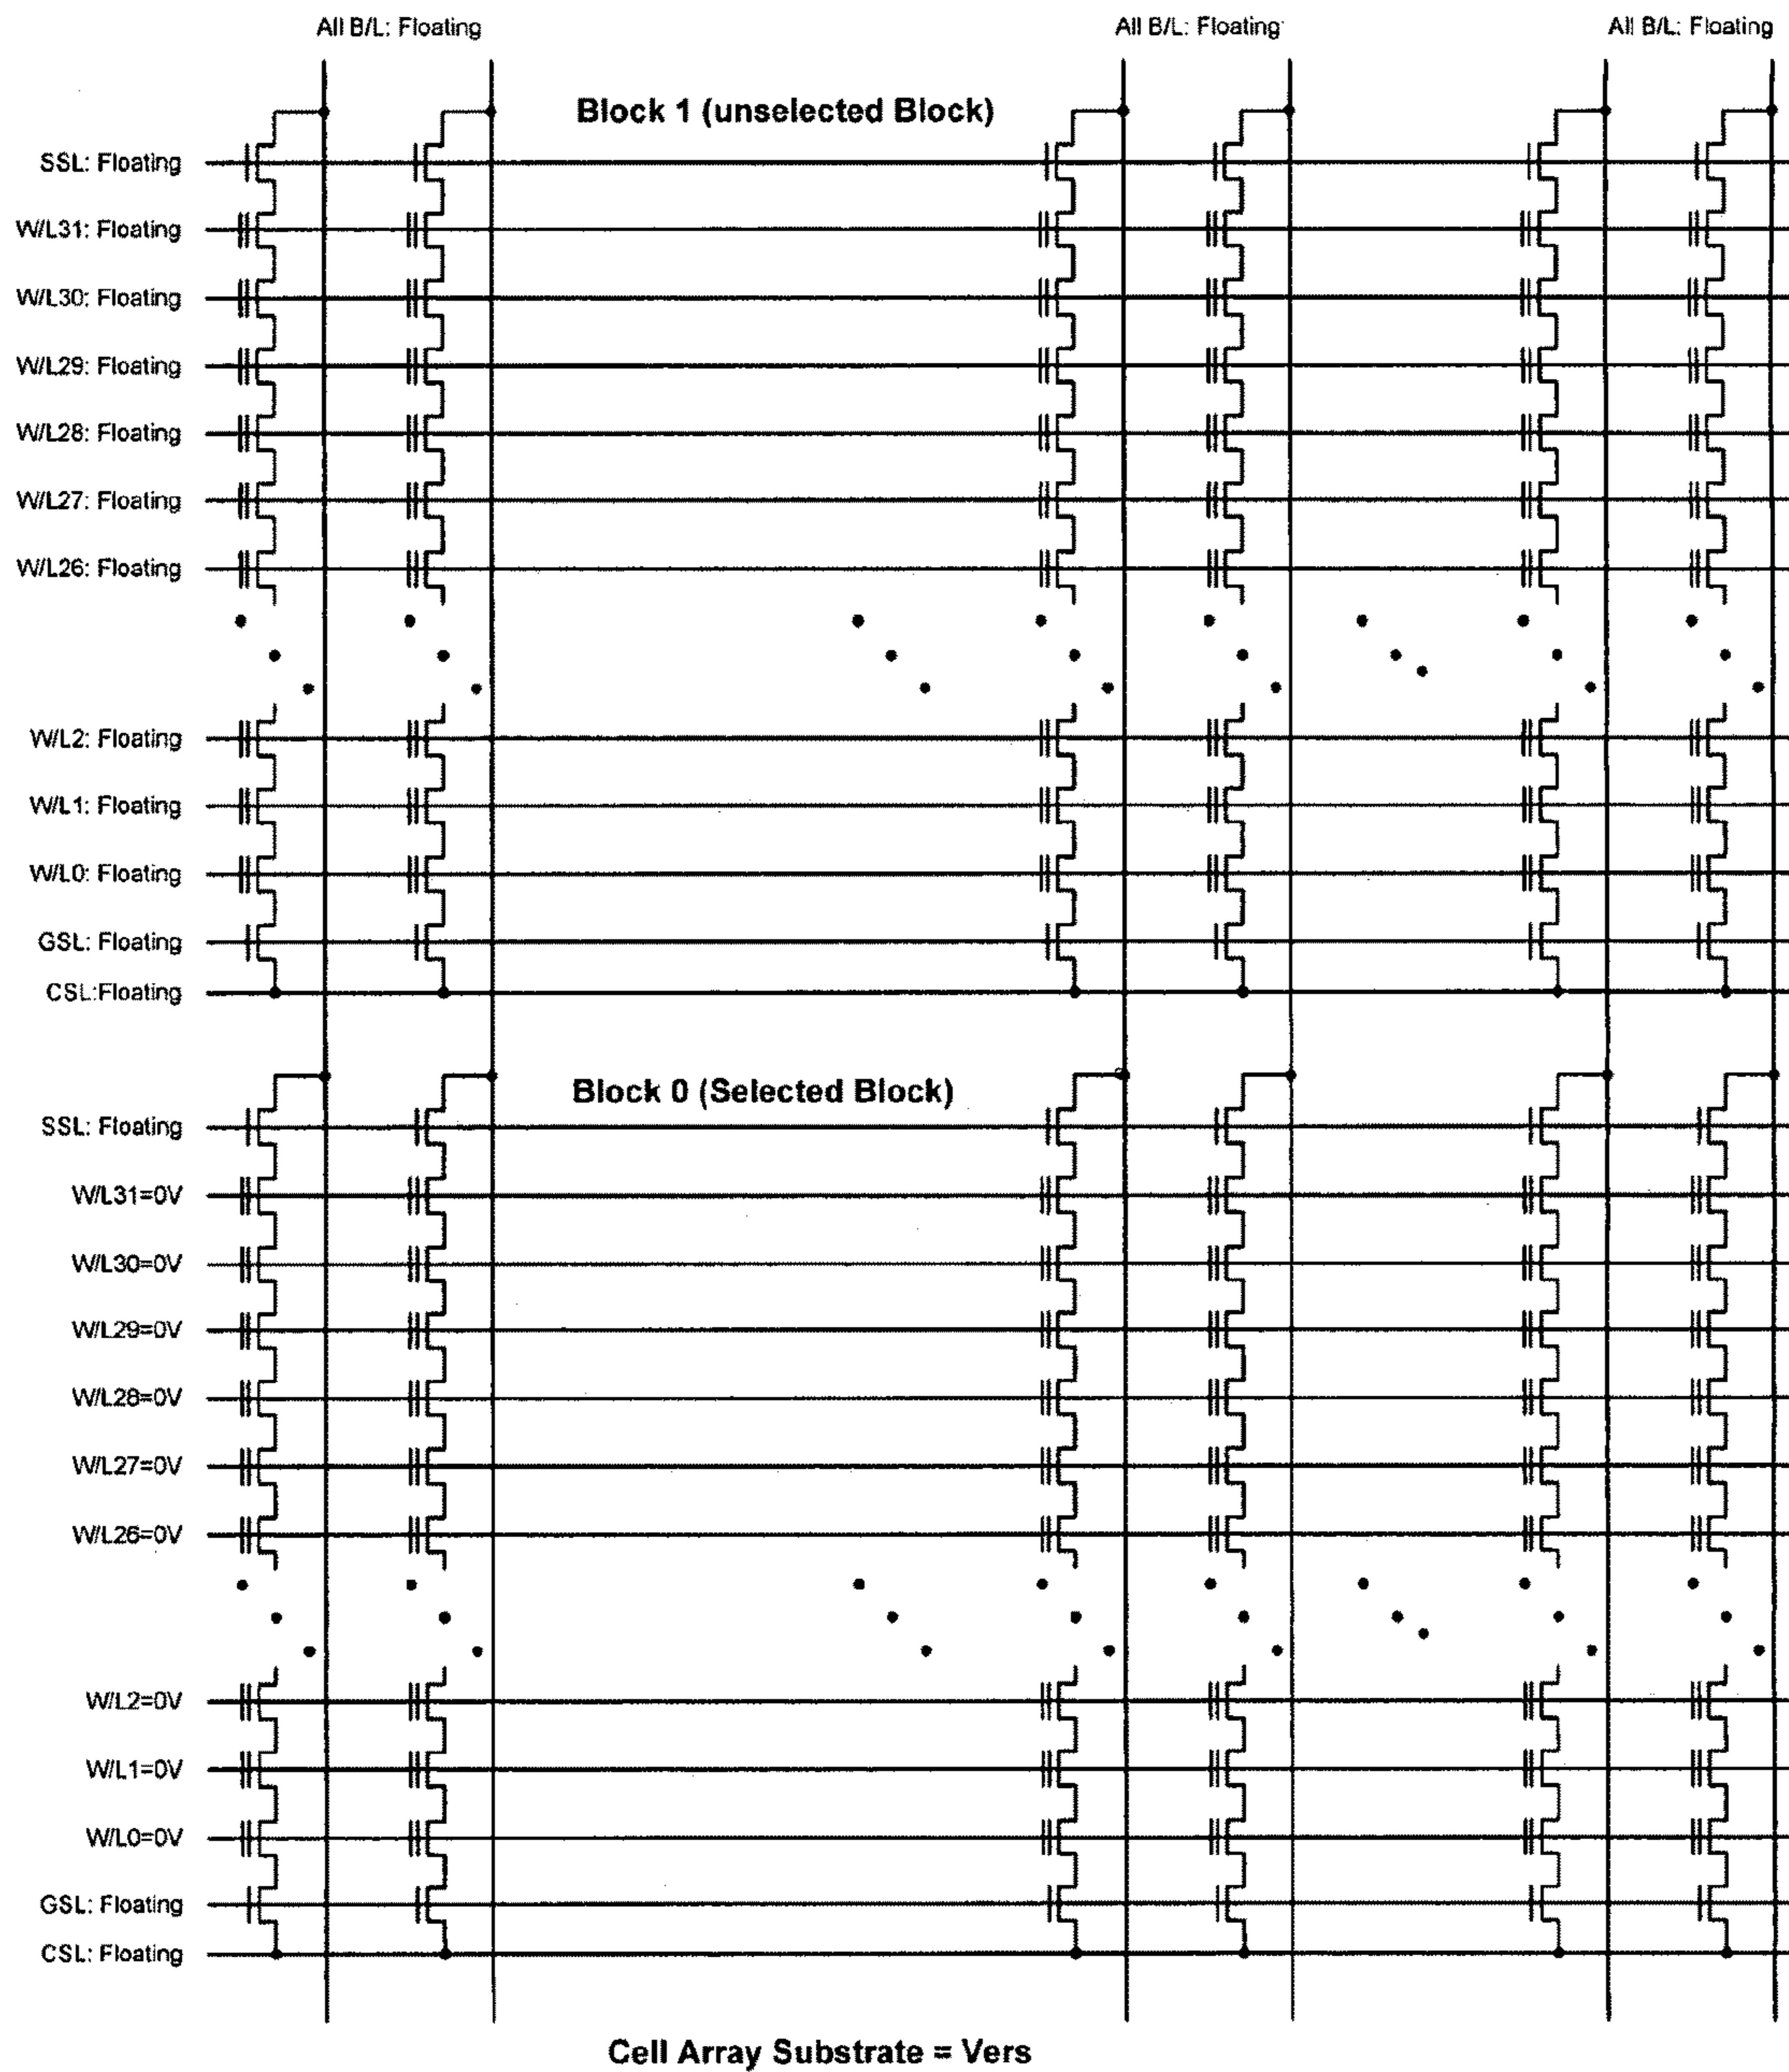 All B/L: Floating All B/L: Floating All B/L: Floating
Block 1 (unselected Block)
SSL: Floating
W/L31: Floating
W/L30: Floating
W/L29: Floating
W/L28: Floating
W/L27: Floating
W/L26: Floating
W/L2: Floating
W/L1: Floating
W/L0: Floating
GSL: Floating
CSL:Floating
Block 0 (Selected Block)
SSL: Floating
W/L31=0V
W/L30=0V
W/L29=0V
W/L28=0V
W/L27=0V
W/L26=0V
W/L2=0V
W/L1=0V
W/L0=0V
GSL: Floating
CSL: Floating
Cell Array Substrate = Vers